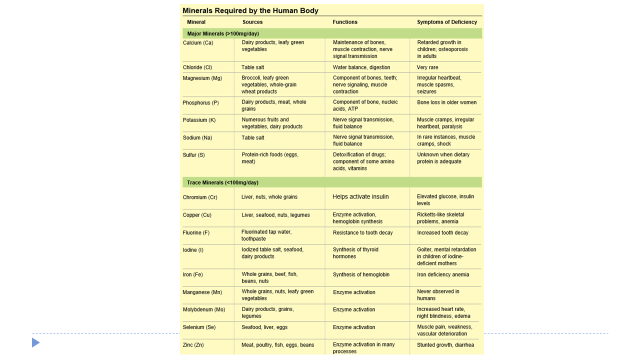 Minerals Required by the Human Body
Mineral Sources Functions Symptoms of Deficiency
Major Minerals (>100mg/day)
Calcium (Ca) Dairy products, leafy green Maintenance of bones, Retarded growth in
vegetables muscle contraction, nerve children, osteoporosis
signal transmission in adults
Chloride (Cl) Table salt Water balance, digestion Very rare
Magnesium (Mg) Broccoli, leafy green Component of bones, teeth; Irregular heartbeat,
vegetables, whole-grain nerve signaling, muscle muscle spasms,
wheat products contraction seizures
Phosphorus (P) Dairy products, meat, whole Component of bone, nucleic Bone loss in older women
grains acids, ATP
Potassium (K) Numerous fruits and Nerve signal transmission, Muscle cramps, irregular
vegetables, dairy products fluid balance heartbeat, paralysis
Sodium (Na) Table salt Nerve signal transmission, In rare instances, muscle
fluid balance cramps, shock
Sulfur (S) Protein-rich foods (eggs, Detoxification of drugs; Unknown when dietary
meat) component of some amino protein is adequate
acids, vitamins
Trace Minerals (<100mg/day)
Chromium (Cr) Liver, nuts, whole grains Helps activate insulin Elevated glucose, insulin
levels
Copper (Cu) Liver, seafood, nuts, legumes Enzyme activation, Ricketts-like skeletal
hemoglobin synthesis problems, anemia
Fluorine (F) Fluorinated tap water, Resistance to tooth decay Increased tooth decay
toothpaste
Iodine (I) Iodized table salt, seafood, Synthesis of thyroid Goiter, mental retardation
dairy products hormones in children of iodine-
deficient mothers
Iron (Fe) Whole grains, beef, fish, Synthesis of hemoglobin Iron deficiency anemia
beans, nuts
Manganese (Mn) Whole grains, nuts, leafy green Enzyme activation Never observed in
vegetables humans
Molybdenum (Mo) Dairy products, grains, Enzyme activation Increased heart rate,
legumes night blindness, edema
Selenium (Se) Seafood, liver, eggs Enzyme activation Muscle pain, weakness,
vascular deterioration
Zinc (Zn) Meat, poultry, fish, eggs, beans Enzyme activation in many Stunted growth, diarrhea
processes